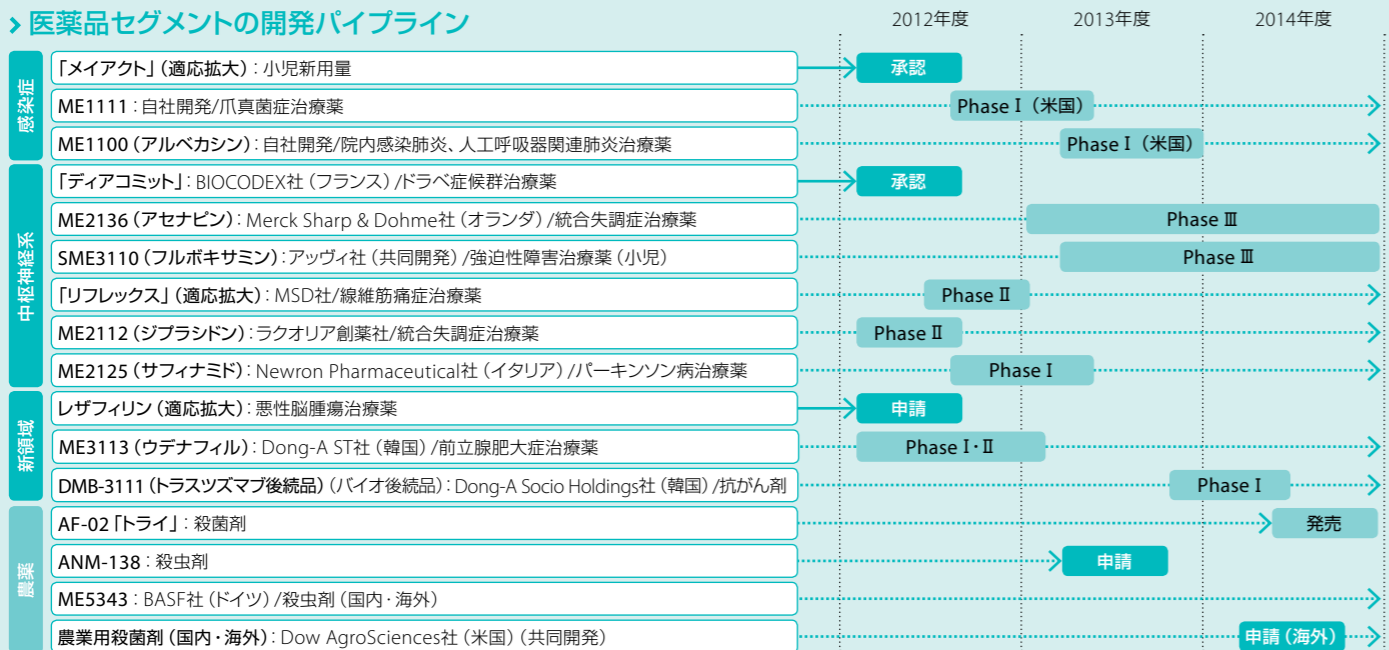 › 医薬品セグメントの開発パイプライン
2012年度 2013年度 2014年度
感染症
「メイアクト」(適応拡大):小児新用量 承認
ME1111:自社開発/爪真菌症治療薬 Phase Ⅰ(米国)
ME1100(アルベカシン):自社開発/院内感染肺炎、人工呼吸器関連肺炎治療薬 Phase Ⅰ(米国)
中枢神経系
「ディアコミット」:BIOCODEX社(フランス)/ドラベ症候群治療薬 承認
ME2136(アセナピン):Merck Sharp & Dohme社(オランダ)/統合失調症治療薬 Phase Ⅲ
SME3110(フルボキサミン):アッヴィ社(共同開発)/強迫性障害治療薬(小児) Phase Ⅲ
「リフレックス」(適応拡大):MSD社/線維筋痛症治療薬 Phase Ⅱ
ME2112(ジプラシドン):ラクオリア創薬社/統合失調症治療薬 Phase Ⅱ
ME2125(サフィナミド):Newron Pharmaceutical社(イタリア)/パーキンソン病治療薬 Phase Ⅰ
新領域
レザフィリン(適応拡大):悪性脳腫瘍治療薬 申請
ME3113(ウデナフィル):Dong-A ST社(韓国)/前立腺肥大症治療薬 Phase Ⅰ・Ⅱ
DMB-3111(トラスツズマブ後続品)(バイオ後続品):Dong-A Socio Holdings社(韓国)/抗がん剤 Phase Ⅰ
農薬
AF-02「トライ」:殺菌剤 発売
ANM-138:殺虫剤 申請
ME5343:BASF社(ドイツ)/殺虫剤(国内・海外)
農業用殺菌剤(国内・海外):Dow AgroSciences社(米国)(共同開発) 申請(海外)